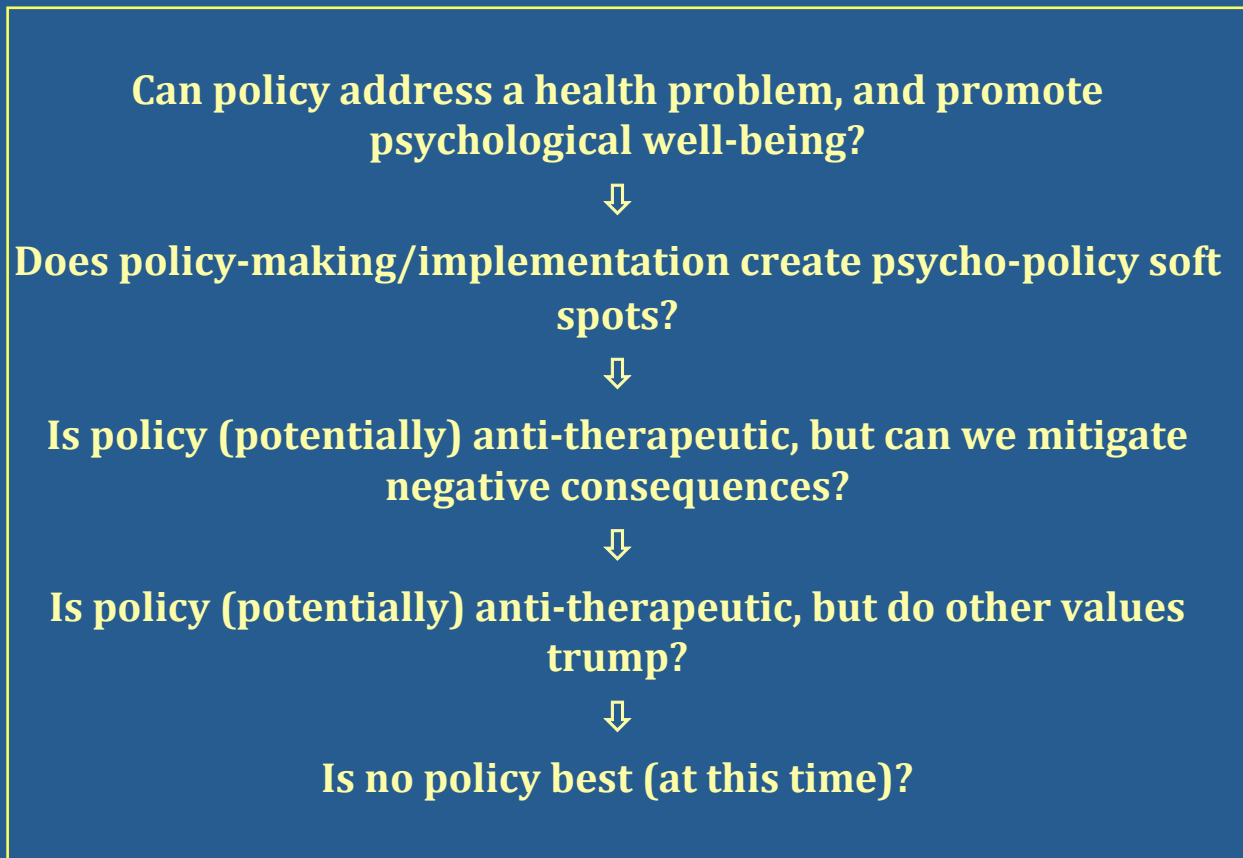 Can policy address a health problem, and promote
psychological well-being?
⇩
Does policy-making/implementation create psycho-policy soft
spots?
⇩
Is policy (potentially) anti-therapeutic, but can we mitigate
negative consequences?
⇩
Is policy (potentially) anti-therapeutic, but do other values
trump?
⇩
Is no policy best (at this time)?